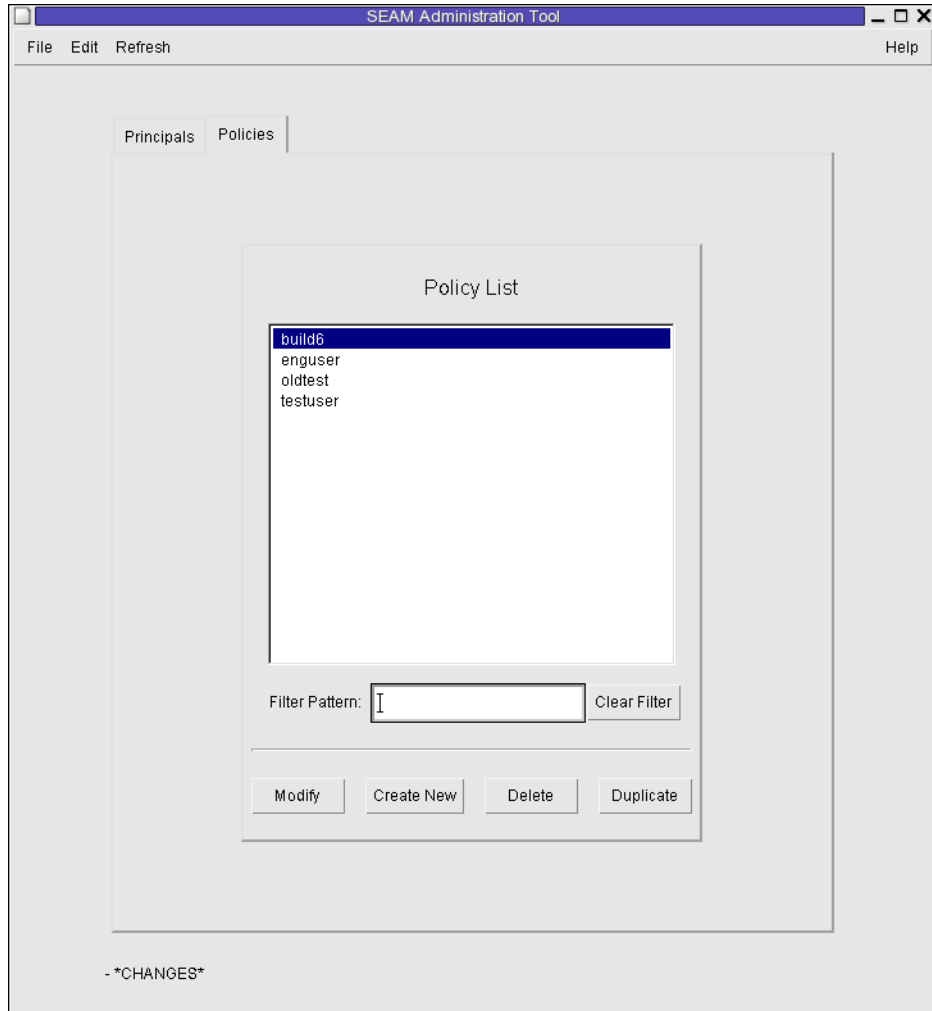 SEAM Administration Tool
File Edit Refresh Help
Principals Policies
Policy List
build6
enguser
oldtest
testuser
Filter Pattern: Clear Filter
Modify Create New Delete Duplicate
- *CHANGES*